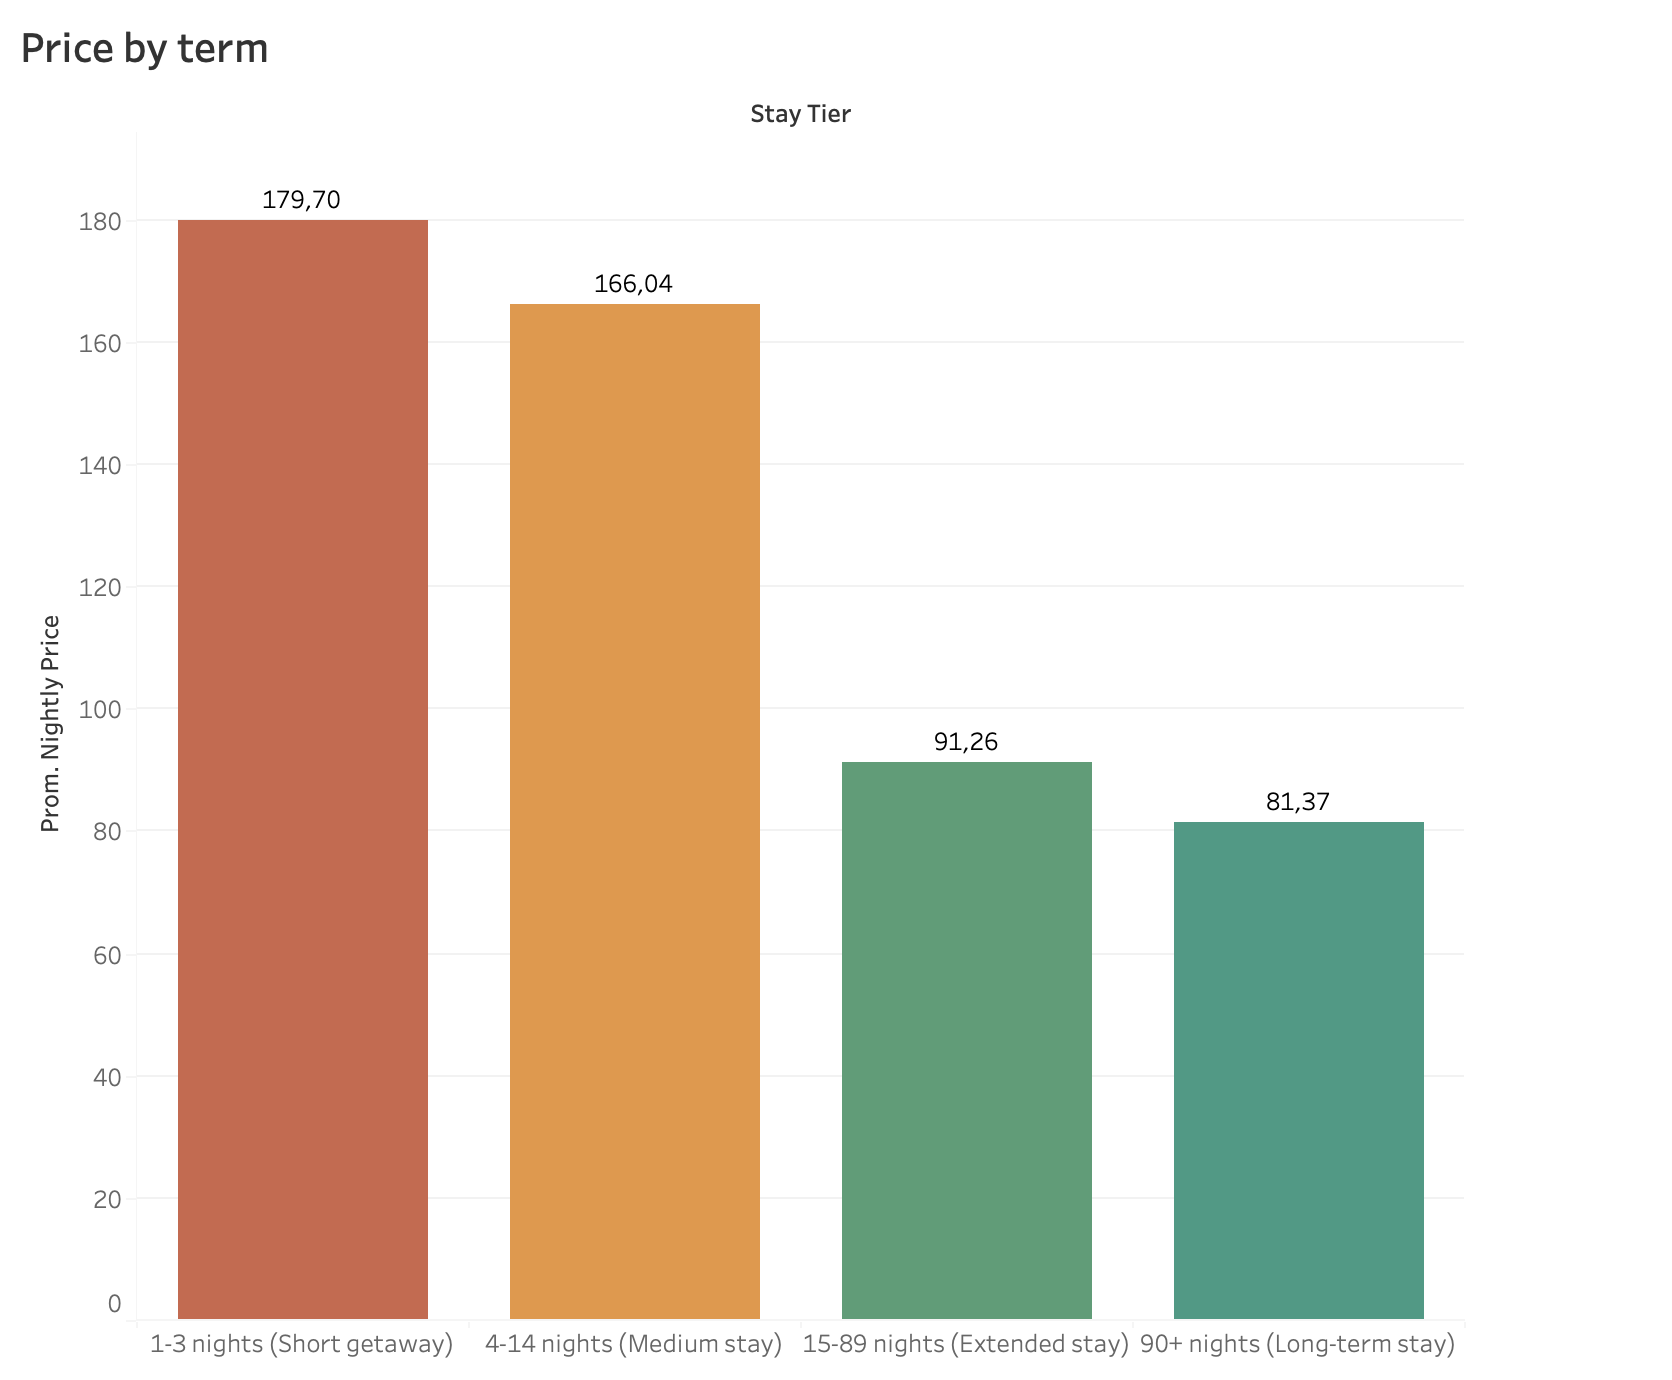 Price by term
Stay Tier
Prom. Nightly Price
180
160
140
120
100
80
60
40
20
0
179,70
166,04
91,26
81,37
1-3 nights (Short getaway)
4-14 nights (Medium stay)
15-89 nights (Extended stay)
90+ nights (Long-term stay)